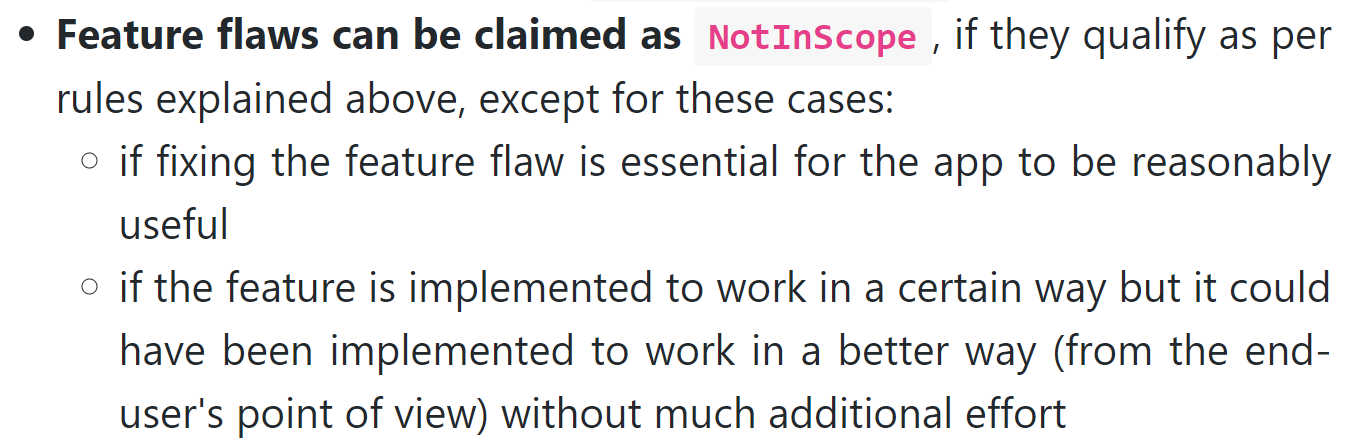 • Feature flaws can be claimed as NotInScope, if they qualify as per
rules explained above, except for these cases:
○ if fixing the feature flaw is essential for the app to be reasonably
useful
○ if the feature is implemented to work in a certain way but it could
have been implemented to work in a better way (from the end-
user's point of view) without much additional effort